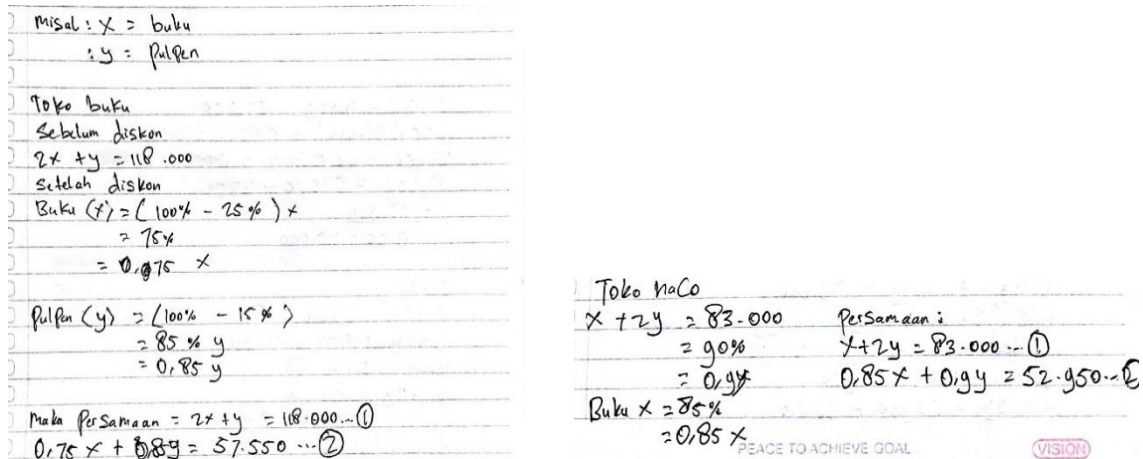 Misal : x = buku
: y = Pulpen
Toko buku
Sebelum diskon
2x + y = 118.000
Setelah diskon
Buku (x) = (100% - 25%) x
= 75%
= 0,75 x
Pulpen (y) = (100% - 15%)
= 85% y
= 0,85 y
Maka Persamaan = 2x + y = 118.000... ①
0,75 x + 0,85y = 57.550 ... ②
Toko naCo
x + 2y = 83.000
= 90%
= 0,9y
Buku x = 85%
= 0,85 x
Persamaan :
x + 2y = 83.000 ... ①
0,85x + 0,9y = 52.950... ②
PEACE TO ACHIEVE GOAL
VISION